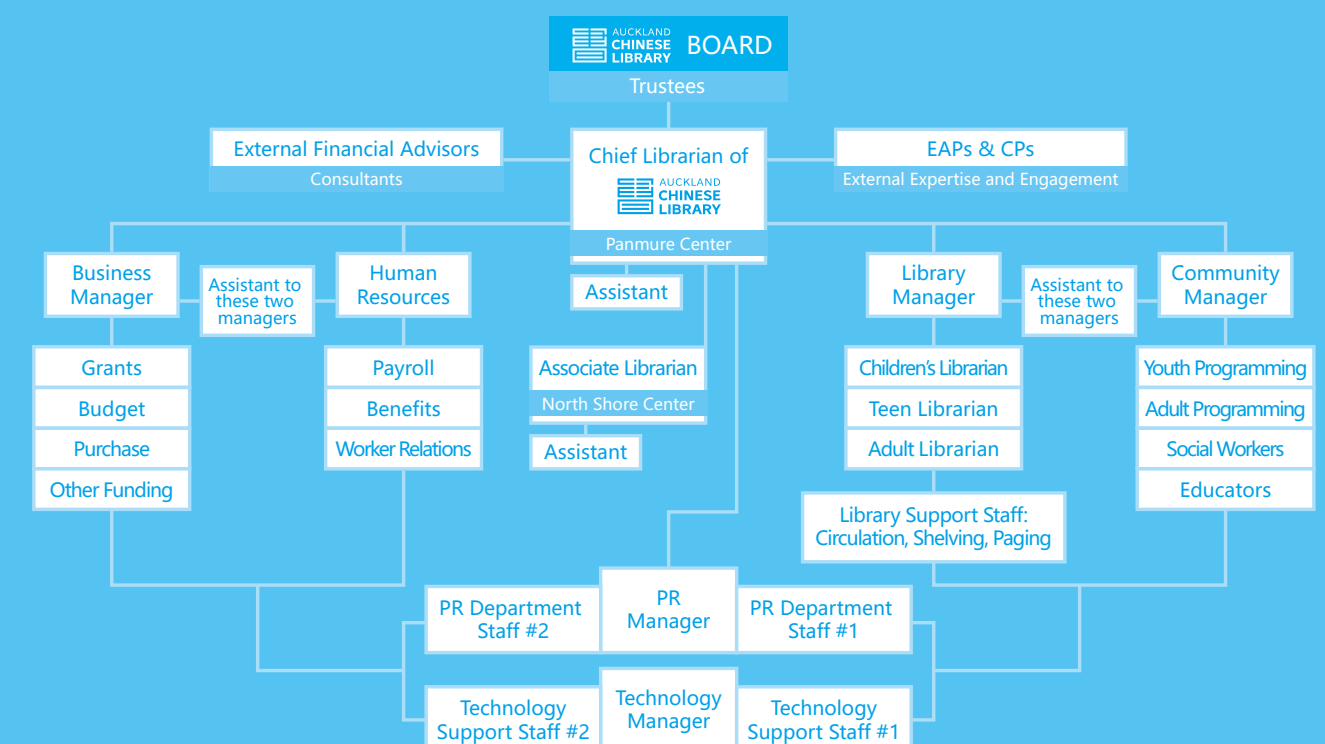 AUCKLAND
CHINESE
LIBRARY
BOARD
Trustees
External Financial Advisors
Consultants
Chief Librarian of
AUCKLAND
CHINESE
LIBRARY
Panmure Center
EAPs & CPs
External Expertise and Engagement
Business
Manager
Assistant to
these two
managers
Human
Resources
Assistant
Library
Manager
Assistant to
these two
managers
Community
Manager
Grants
Budget
Purchase
Other Funding
Payroll
Benefits
Worker Relations
Associate Librarian
North Shore Center
Assistant
Children's Librarian
Teen Librarian
Adult Librarian
Library Support Staff:
Circulation, Shelving, Paging
Youth Programming
Adult Programming
Social Workers
Educators
PR Department
Staff #2
PR
Manager
PR Department
Staff #1
Technology
Support Staff #2
Technology
Manager
Technology
Support Staff #1